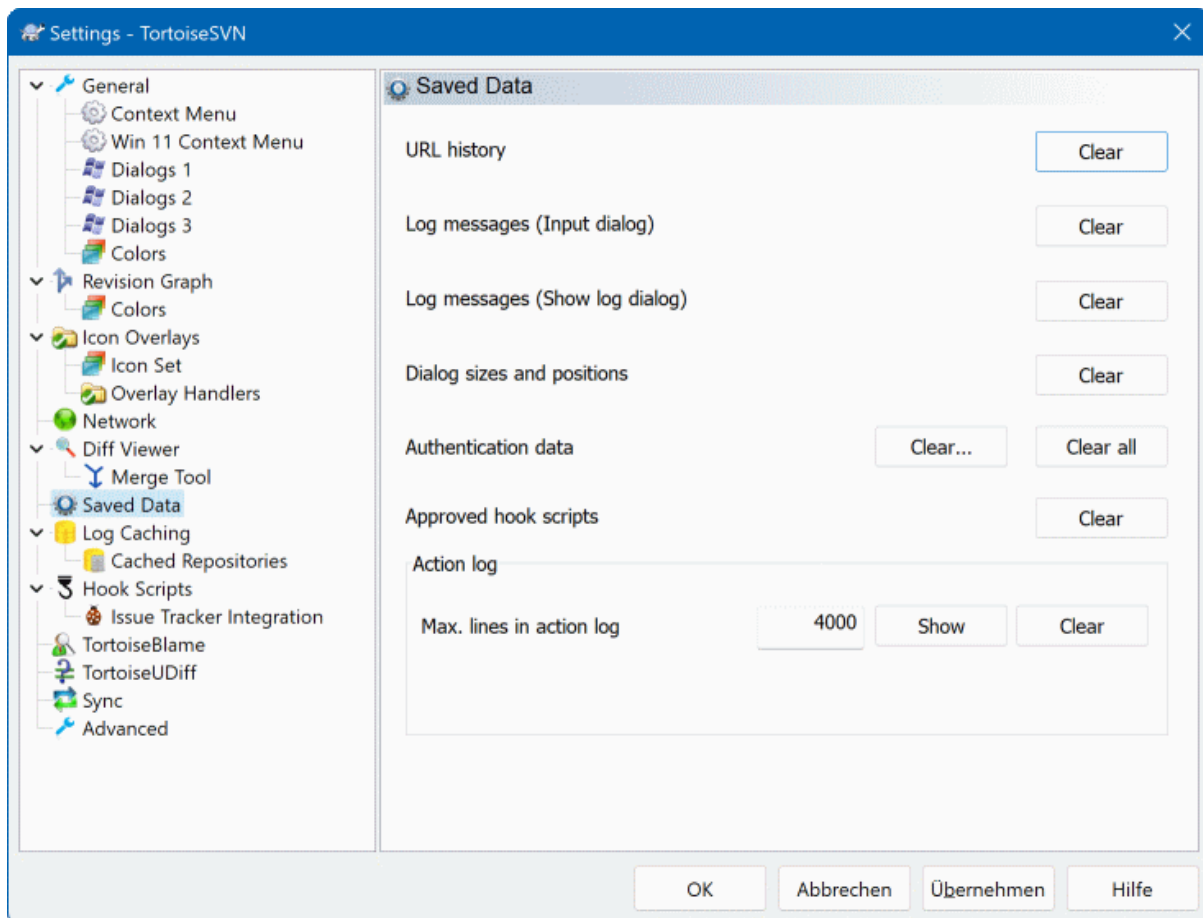 Settings - TortoiseSVN
General
Context Menu
Win 11 Context Menu
Dialogs 1
Dialogs 2
Dialogs 3
Colors
Revision Graph
Colors
Icon Overlays
Icon Set
Overlay Handlers
Network
Diff Viewer
Merge Tool
Saved Data
Log Caching
Cached Repositories
Hook Scripts
Issue Tracker Integration
TortoiseBlame
TortoiseUDiff
Sync
Advanced
Saved Data
URL history Clear
Log messages (Input dialog) Clear
Log messages (Show log dialog) Clear
Dialog sizes and positions Clear
Authentication data Clear... Clear all
Approved hook scripts Clear
Action log
Max. lines in action log 4000 Show Clear
OK Abbrechen Übernehmen Hilfe